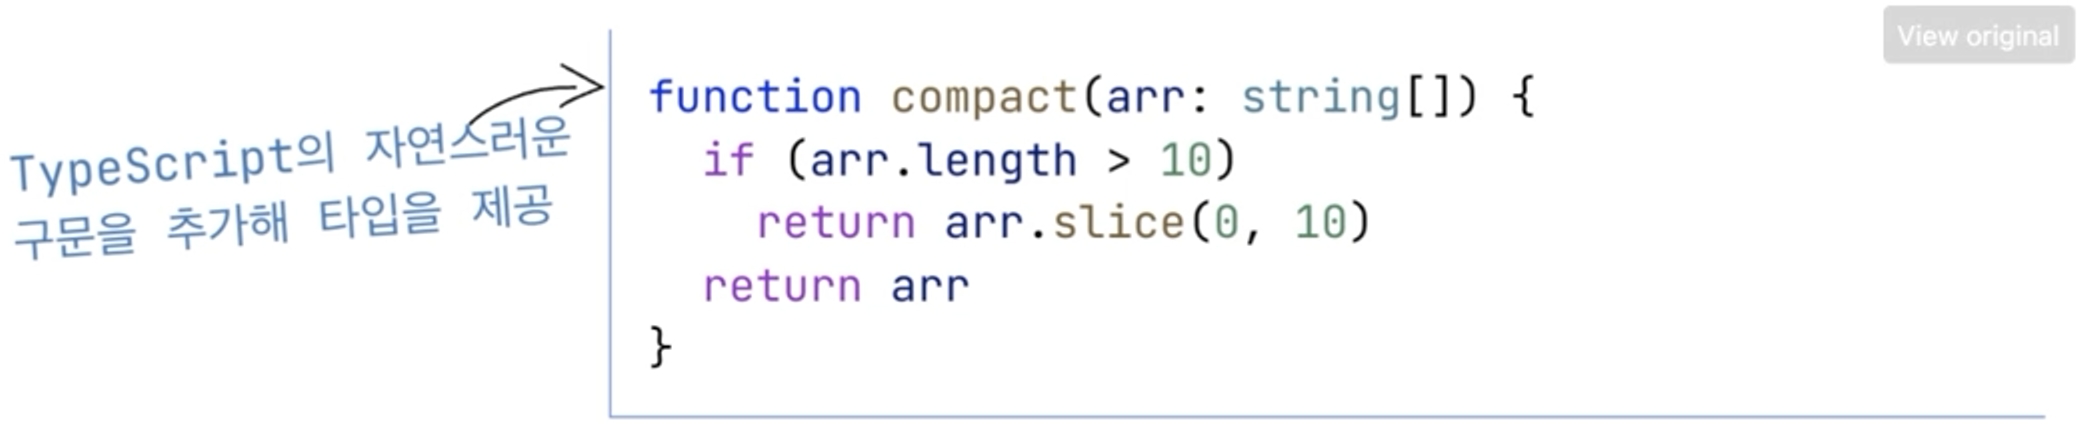 View original
TypeScript의 자연스러운
구문을 추가해 타입을 제공
function compact(arr: string[]) {
  if (arr.length > 10)
    return arr.slice(0, 10)
  return arr
}